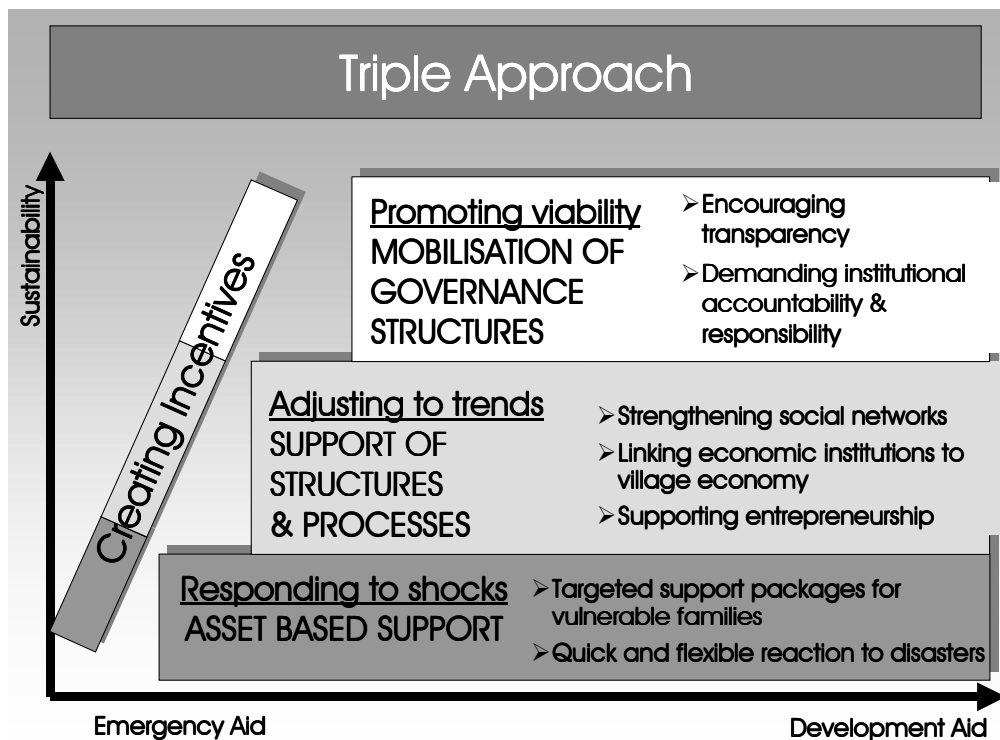 Triple Approach
Sustainability
Creating Incentives
Promoting viability
MOBILISATION OF
GOVERNANCE
STRUCTURES
➢Encouraging
transparency
➢Demanding institutional
accountability &
responsibility
Adjusting to trends
SUPPORT OF
STRUCTURES
& PROCESSES
➢Strengthening social networks
➢Linking economic institutions to
village economy
➢Supporting entrepreneurship
Responding to shocks
ASSET BASED SUPPORT
➢Targeted support packages for
vulnerable families
➢Quick and flexible reaction to disasters
Emergency Aid
Development Aid